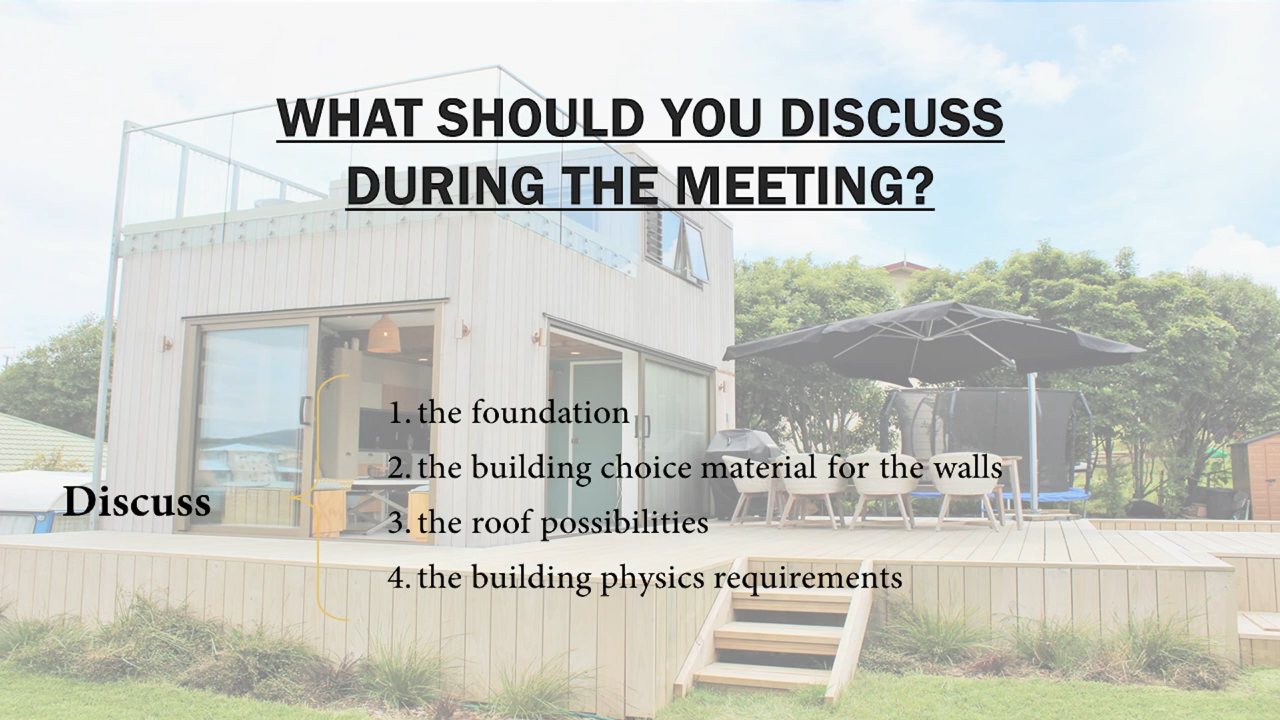 WHAT SHOULD YOU DISCUSS
DURING THE MEETING?
Discuss
1. the foundation
2. the building choice material for the walls
3. the roof possibilities
4. the building physics requirements